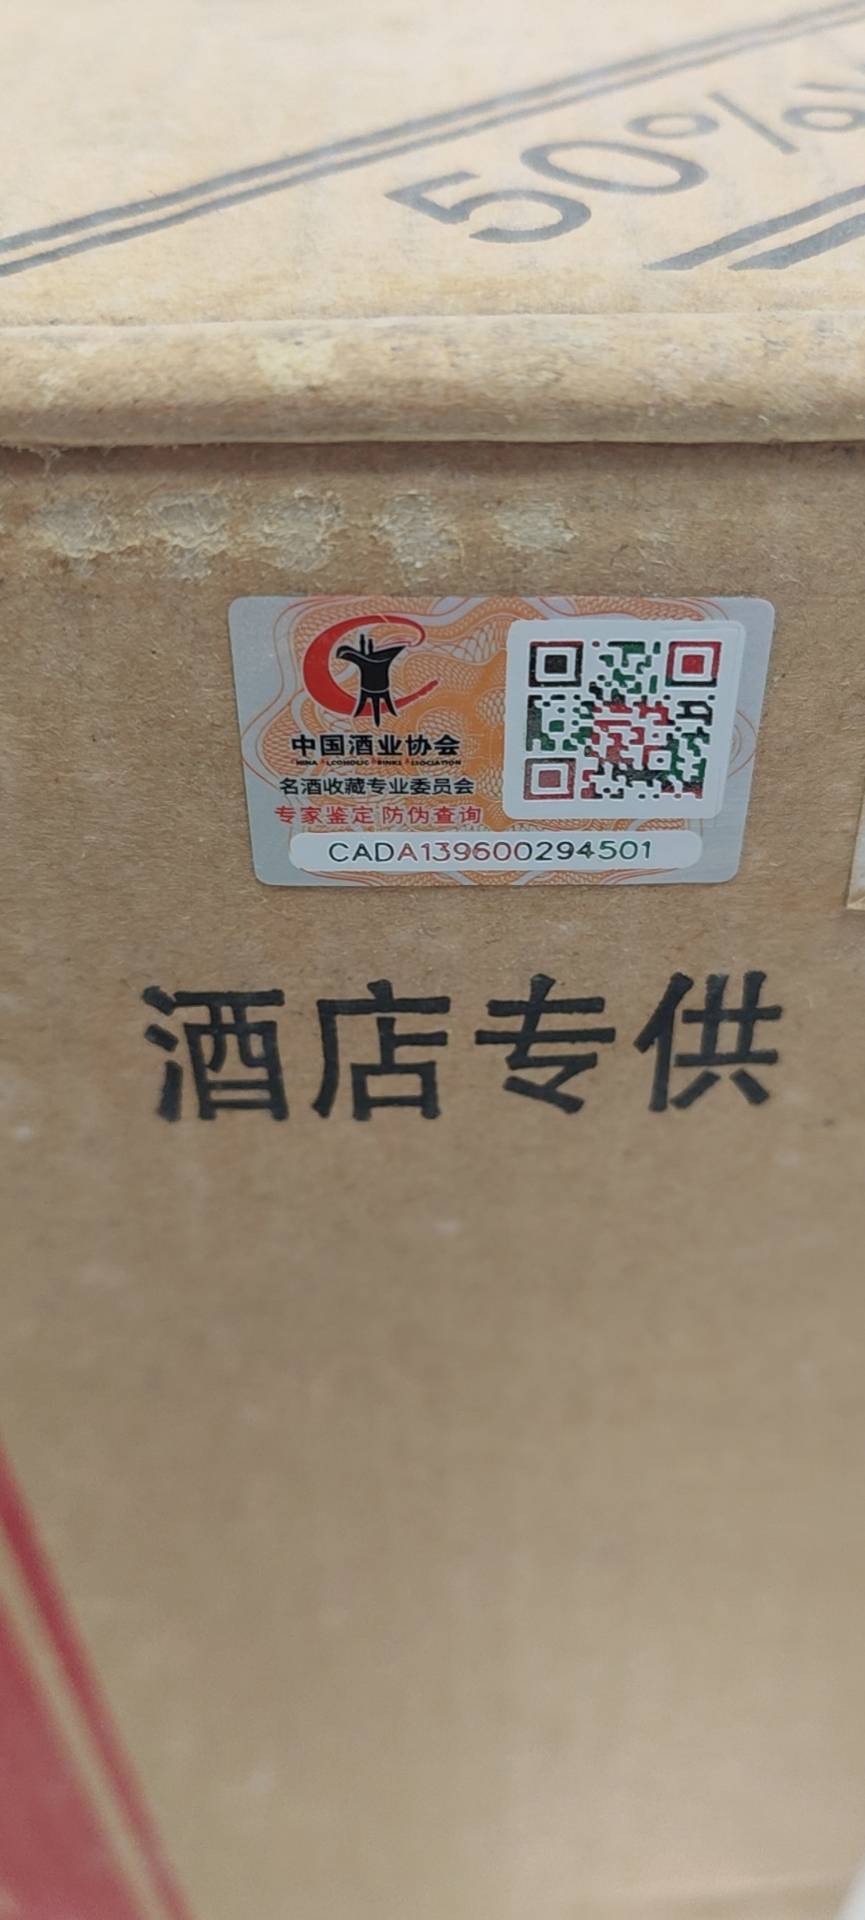 50%
中国酒业协会
名酒收藏专业委员会
专家鉴定 防伪查询
CADA139600294501
酒店专供